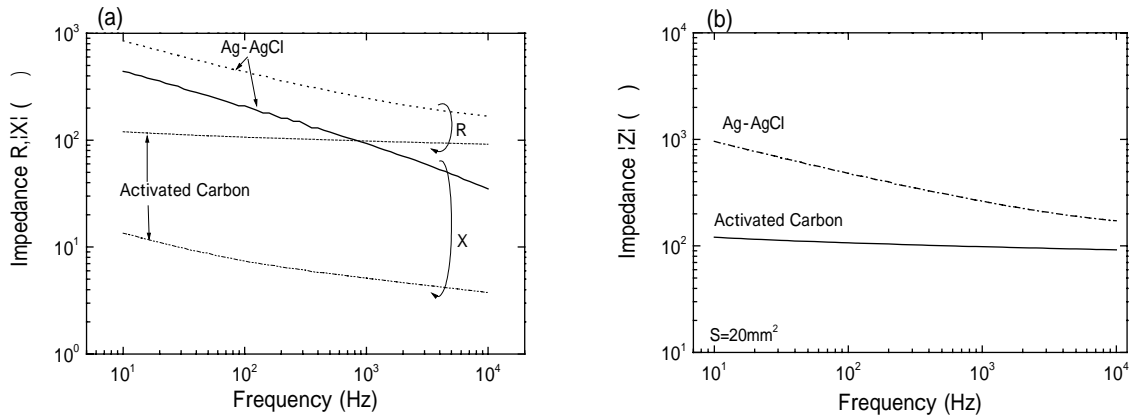 (a)
10³
10²
10¹
10⁰
Impedance R,¦X¦ ( )
Ag-AgCl
R
Activated Carbon
X
10¹ 10² 10³ 10⁴
Frequency (Hz)
(b)
10⁴
10³
10²
10¹
Impedance ¦Z¦ ( )
Ag-AgCl
Activated Carbon
S=20mm²
10¹ 10² 10³ 10⁴
Frequency (Hz)